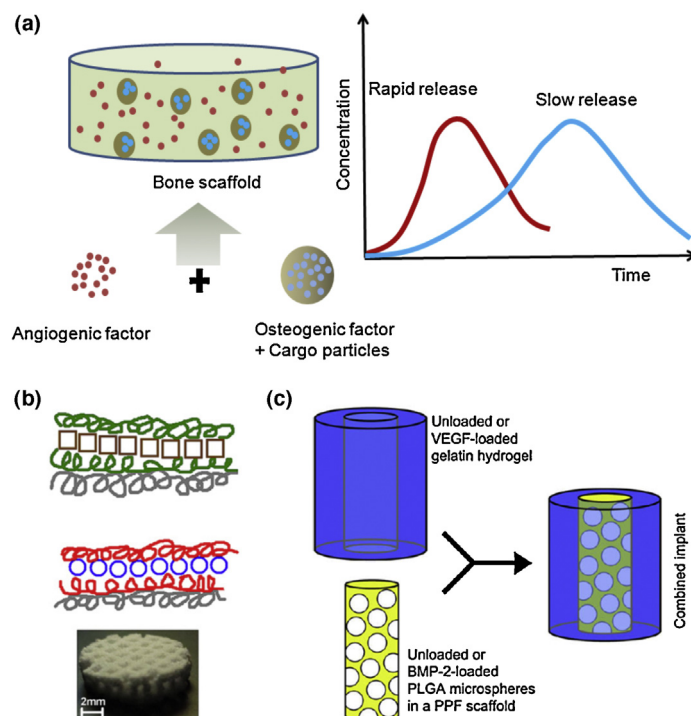 (a)
Rapid release
Slow release
Concentration
Time
Bone scaffold
+
Angiogenic factor
Osteogenic factor
+ Cargo particles
(b)
2mm
(c)
Unloaded or
VEGF-loaded
gelatin hydrogel
Unloaded or
BMP-2-loaded
PLGA microspheres
in a PPF scaffold
Combined implant